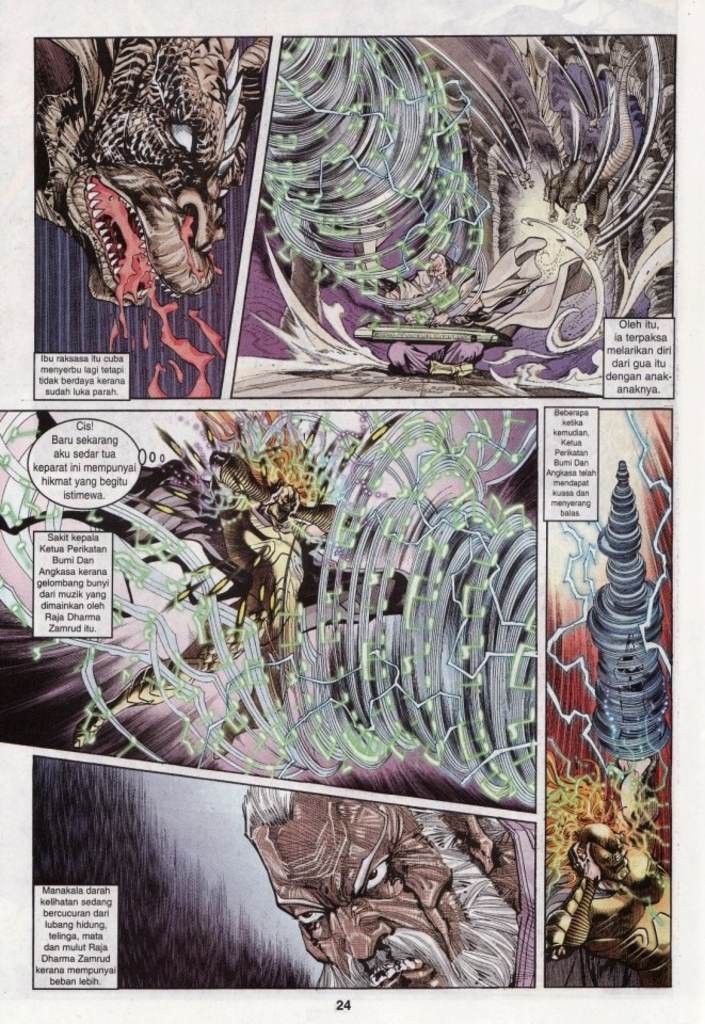 Ibu raksasa itu cuba
menyerbu lagi tetapi
tidak berdaya kerana
sudah luka parah.
Oleh itu,
ia terpaksa
melarikan diri
dari gua itu
dengan anak-
anaknya.
Cis!
Baru sekarang
aku sedar tua
keparat ini mempunyai
hikmat yang begitu
istimewa.
Sakit kepala
Ketua Perikatan
Bumi Dan
Angkasa kerana
gelombang bunyi
dari muzik yang
dimainkan oleh
Raja Dharma
Zamrud itu.
Beberapa
ketika
kemudian,
Ketua
Perikatan
Bumi Dan
Angkasa telah
mendapat
kuasa dan
menyerang
balas.
Manakala darah
kelihatan sedang
bercucuran dari
lubang hidung,
telinga, mata
dan mulut Raja
Dharma Zamrud
kerana mempunyai
beban lebih.
24